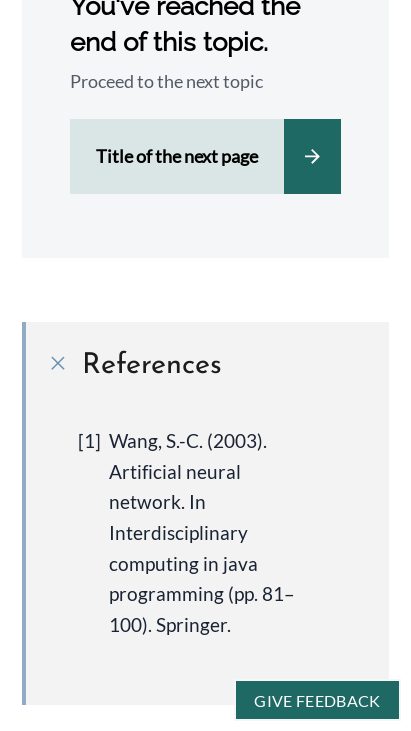 You've reached the
end of this topic.
Proceed to the next topic
Title of the next page
References
[1] Wang, S.-C. (2003).
Artificial neural
network. In
Interdisciplinary
computing in java
programming (pp. 81–
100). Springer.
GIVE FEEDBACK